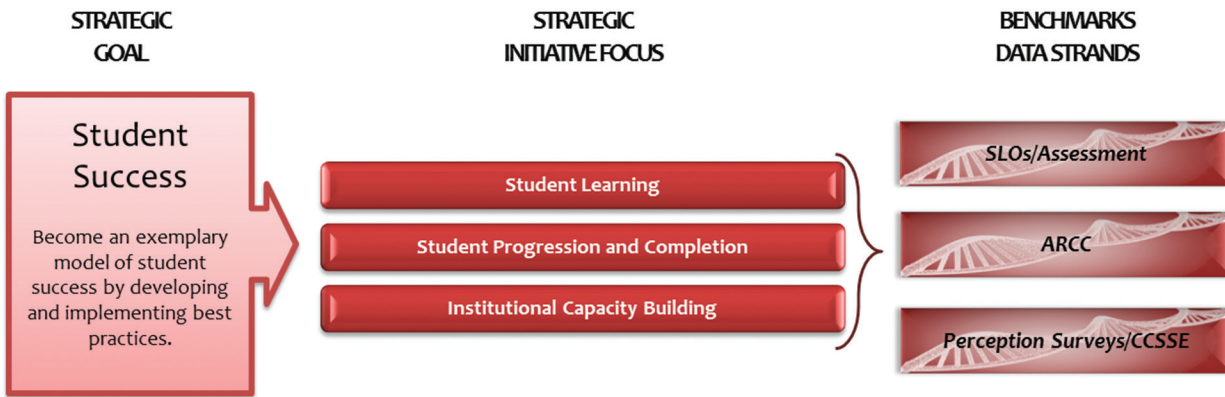 STRATEGIC
GOAL
STRATEGIC
INITIATIVE FOCUS
BENCHMARKS
DATA STRANDS
Student
Success
Become an exemplary
model of student
success by developing
and implementing best
practices.
Student Learning
Student Progression and Completion
Institutional Capacity Building
SLOs/Assessment
ARCC
Perception Surveys/CCSSE